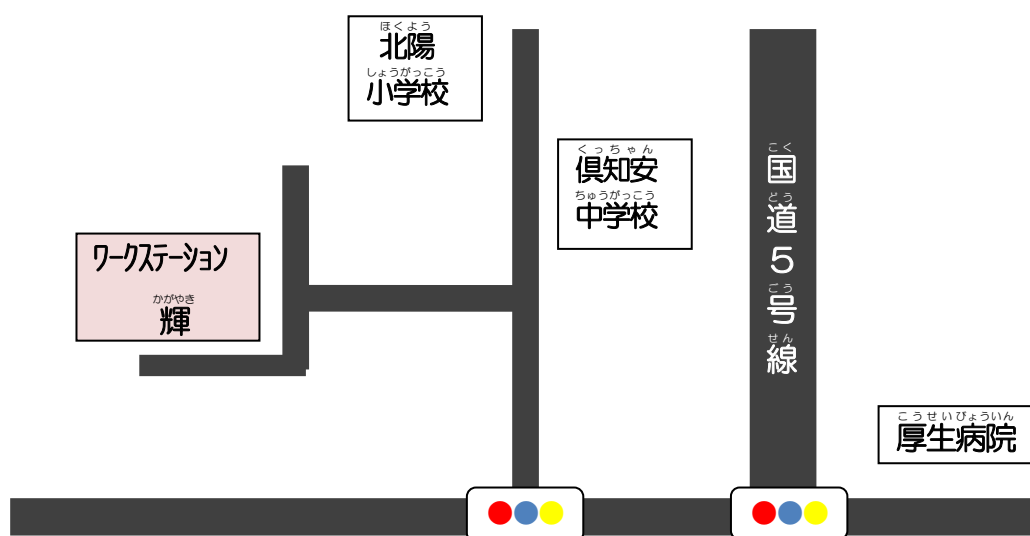 ほくよう
北陽
しょうがっこう
小学校
くっちゃん
倶知安
ちゅうがっこう
中学校
ワークステーション
かがやき
輝
こくどう ごうせん
国道５号線
こうせいびょういん
厚生病院